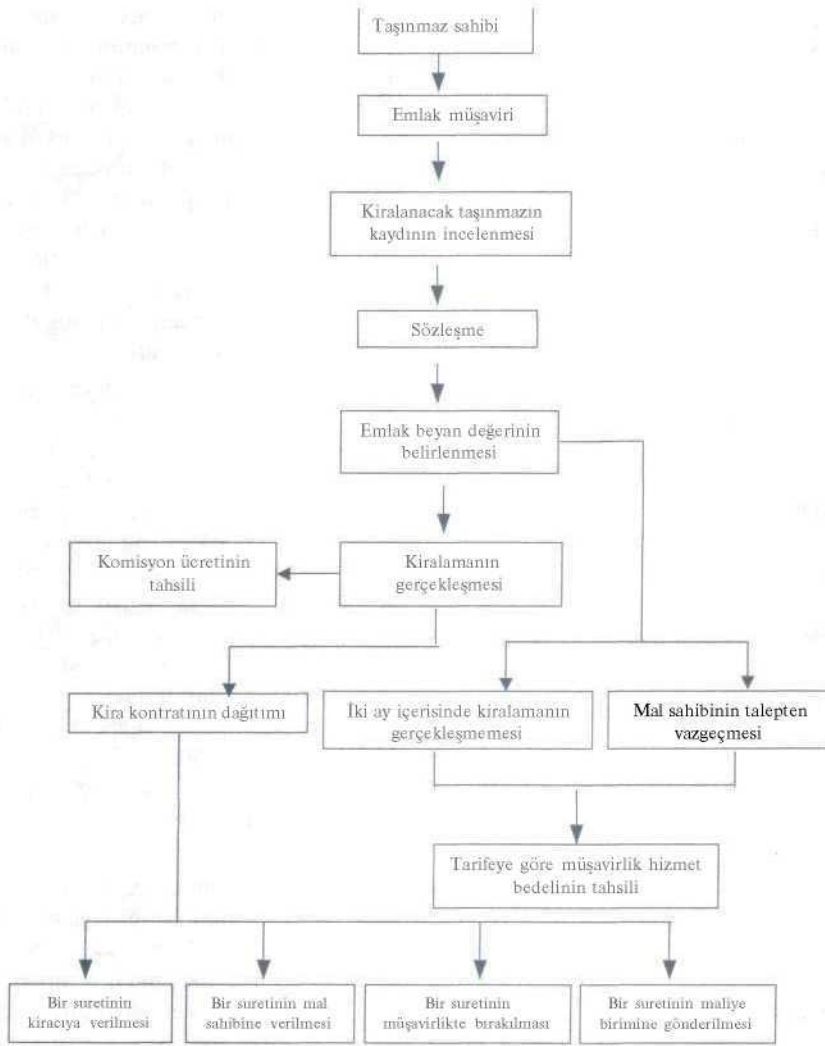 Taşınmaz sahibi
Emlak müşaviri
Kiralanacak taşınmazın
kaydının incelenmesi
Sözleşme
Emlak beyan değerinin
belirlenmesi
Komisyon ücretinin
tahsili
Kiralamanın
gerçekleşmesi
Kira kontratının dağıtımı
İki ay içerisinde kiralamanın
gerçekleşmemesi
Mal sahibinin talepten
vazgeçmesi
Tarifeye göre müşavirlik hizmet
bedelinin tahsili
Bir suretinin
kiracıya verilmesi
Bir suretinin mal
sahibine verilmesi
Bir suretinin
müşavirlikte bırakılması
Bir suretinin maliye
birimine gönderilmesi